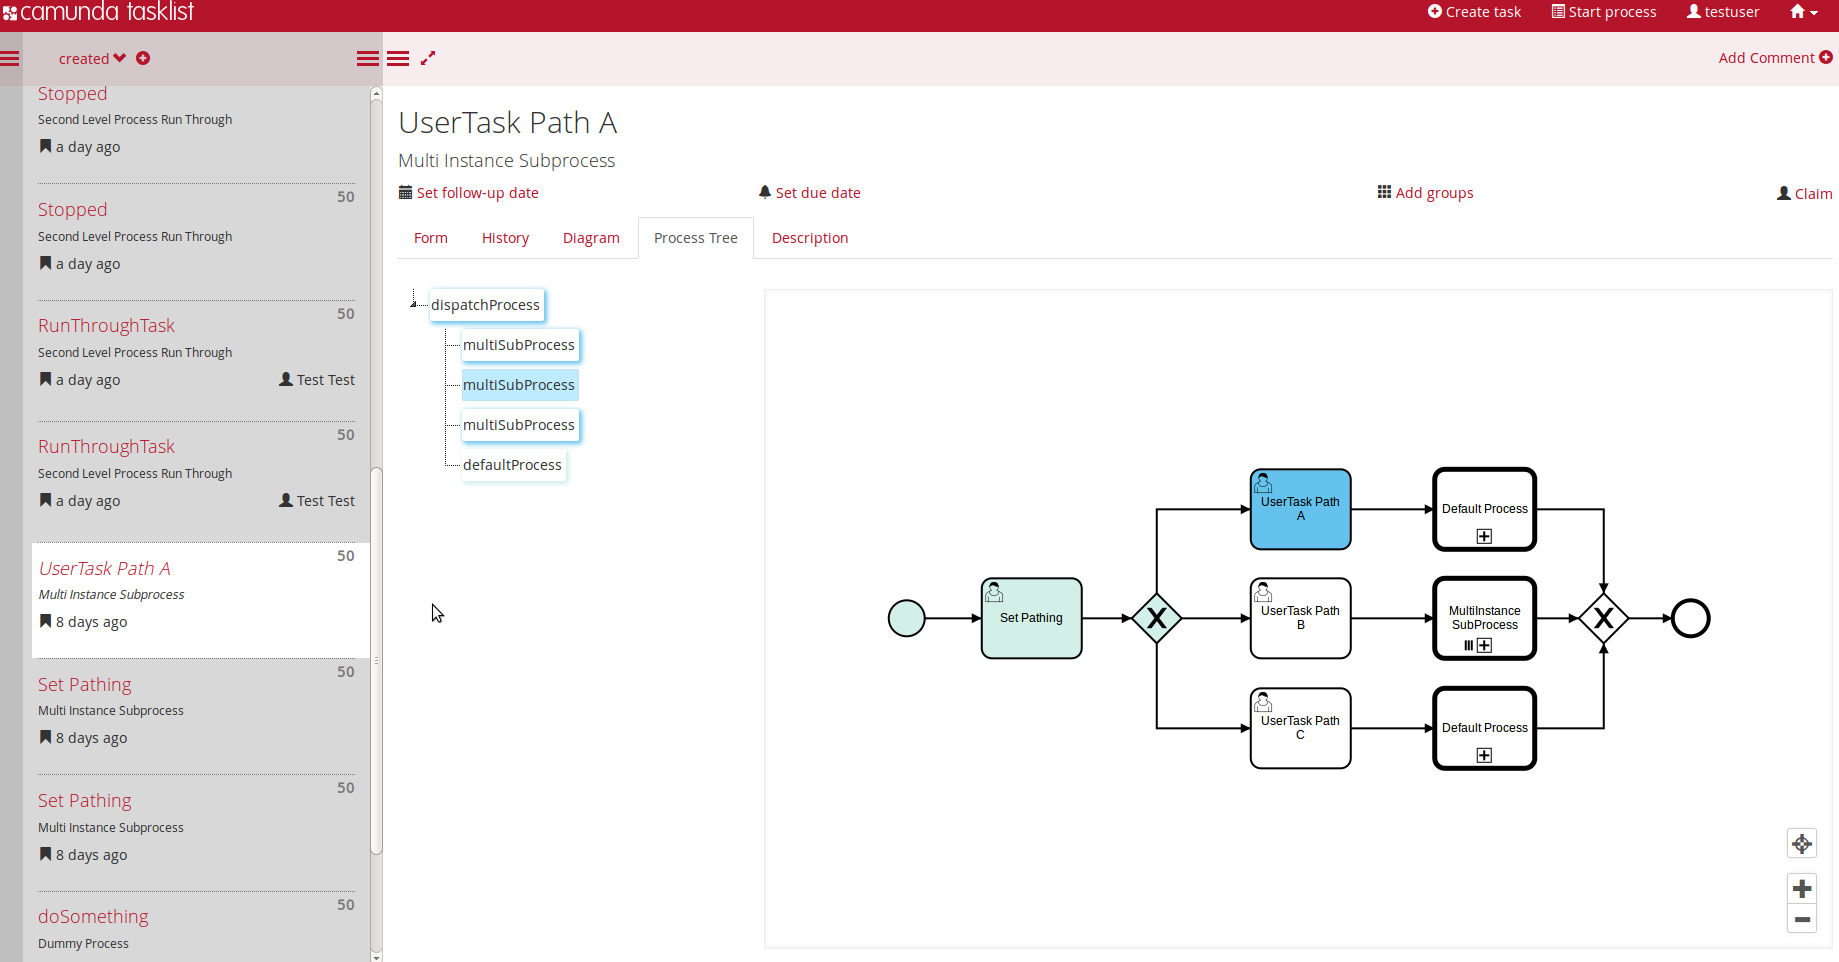 camunda tasklist
Create task
Start process
testuser
created
Add Comment
Stopped
Second Level Process Run Through
a day ago
50
Stopped
Second Level Process Run Through
a day ago
50
RunThroughTask
Second Level Process Run Through
a day ago
Test Test
50
RunThroughTask
Second Level Process Run Through
a day ago
Test Test
50
UserTask Path A
Multi Instance Subprocess
8 days ago
50
Set Pathing
Multi Instance Subprocess
8 days ago
50
Set Pathing
Multi Instance Subprocess
8 days ago
50
doSomething
Dummy Process
UserTask Path A
Multi Instance Subprocess
Set follow-up date
Set due date
Add groups
Claim
Form
History
Diagram
Process Tree
Description
dispatchProcess
multiSubProcess
multiSubProcess
multiSubProcess
defaultProcess
Set Pathing
UserTask Path
A
Default Process
UserTask Path
B
MultiInstance
SubProcess
UserTask Path
C
Default Process